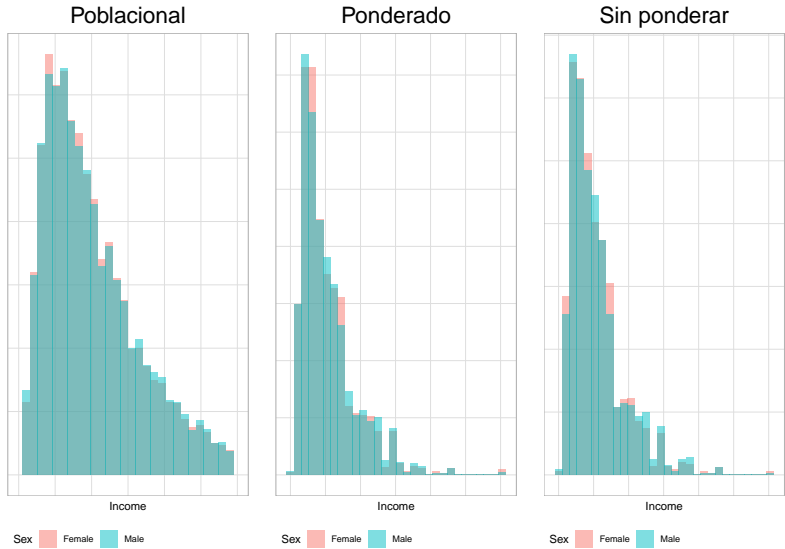 Poblacional
Ponderado
Sin ponderar
Income
Income
Income
Sex Female Male
Sex Female Male
Sex Female Male